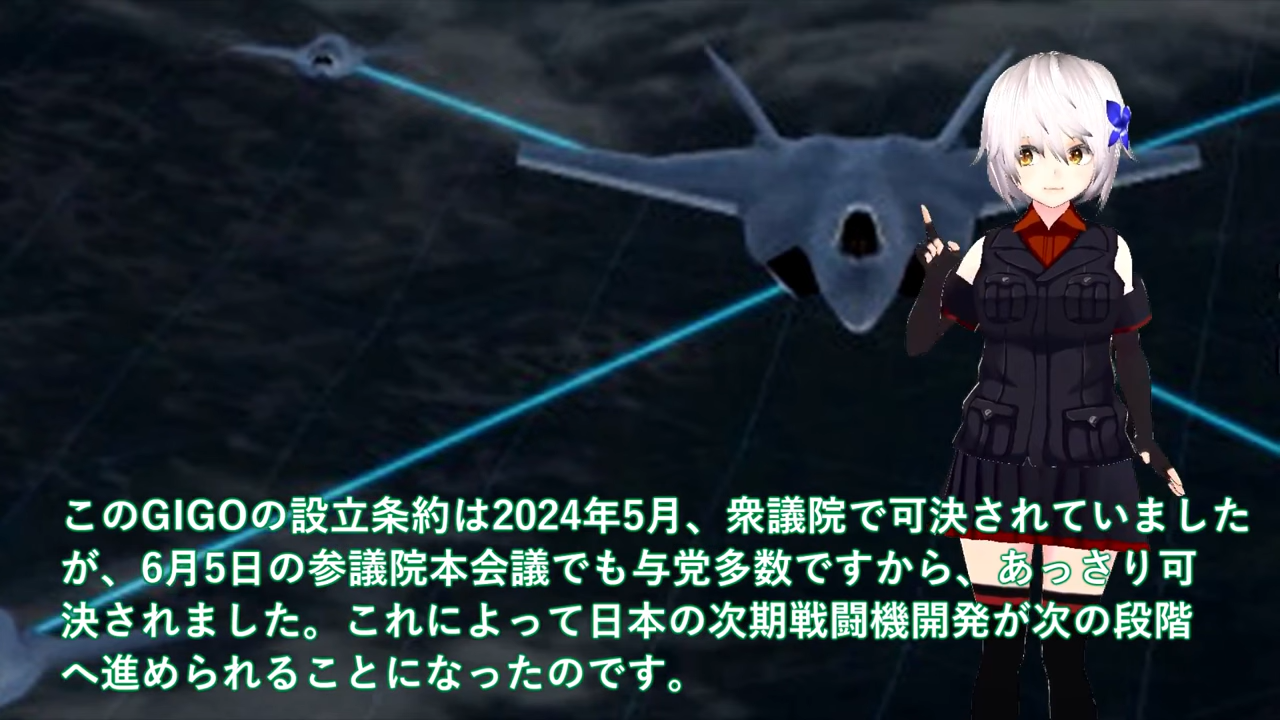 このGIGOの設立条約は2024年5月、衆議院で可決されていました
が、6月5日の参議院本会議でも与党多数ですから、あっさり可
決されました。これによって日本の次期戦闘機開発が次の段階
へ進められることになったのです。